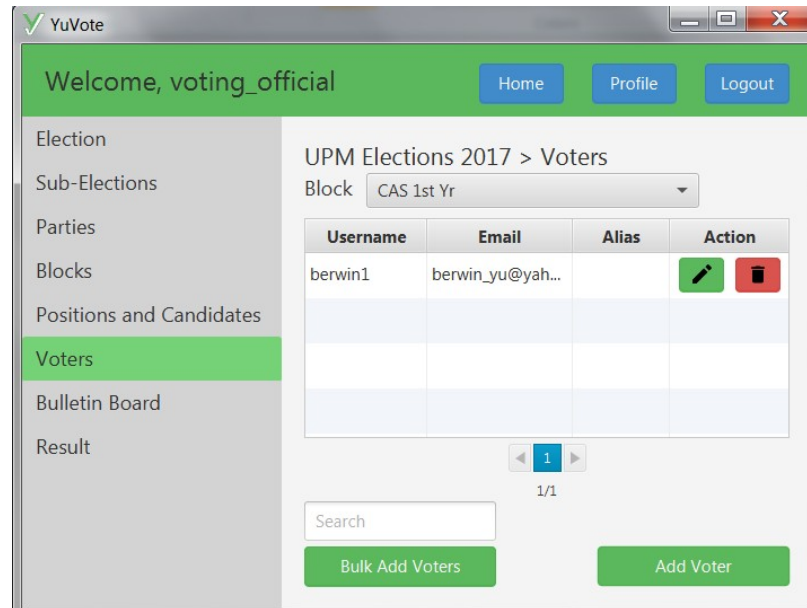 YuVote
Welcome, voting_official
Home
Profile
Logout
Election
Sub-Elections
Parties
Blocks
Positions and Candidates
Voters
Bulletin Board
Result
UPM Elections 2017 > Voters
Block CAS 1st Yr
Username Email Alias Action
berwin1 berwin_yu@yah...
1
1/1
Search
Bulk Add Voters
Add Voter